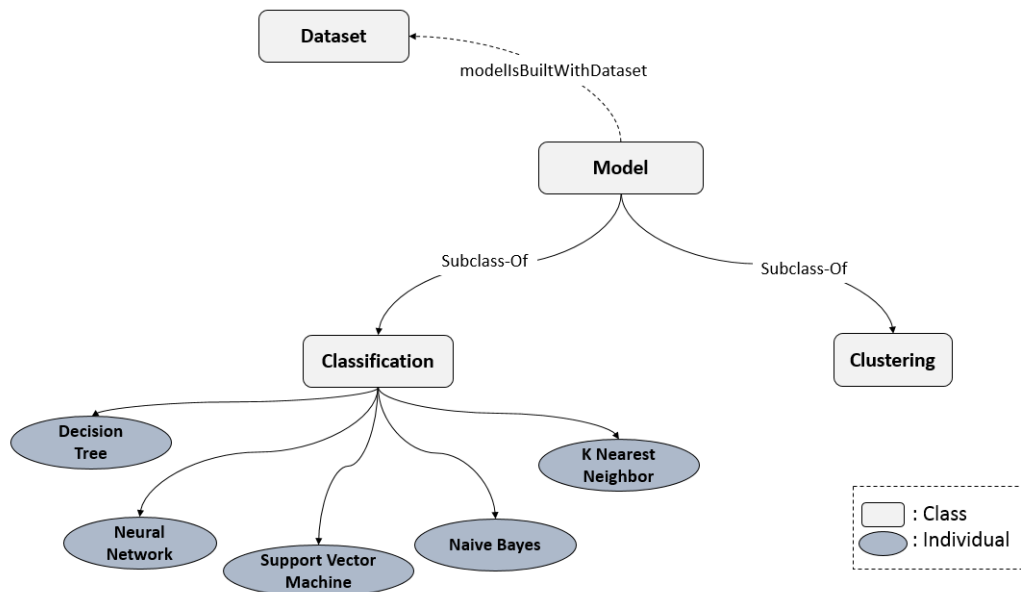 Dataset
modelIsBuiltWithDataset
Model
Subclass-Of
Subclass-Of
Classification
Clustering
Decision
Tree
K Nearest
Neighbor
Neural
Network
Support Vector
Machine
Naive Bayes
: Class
: Individual